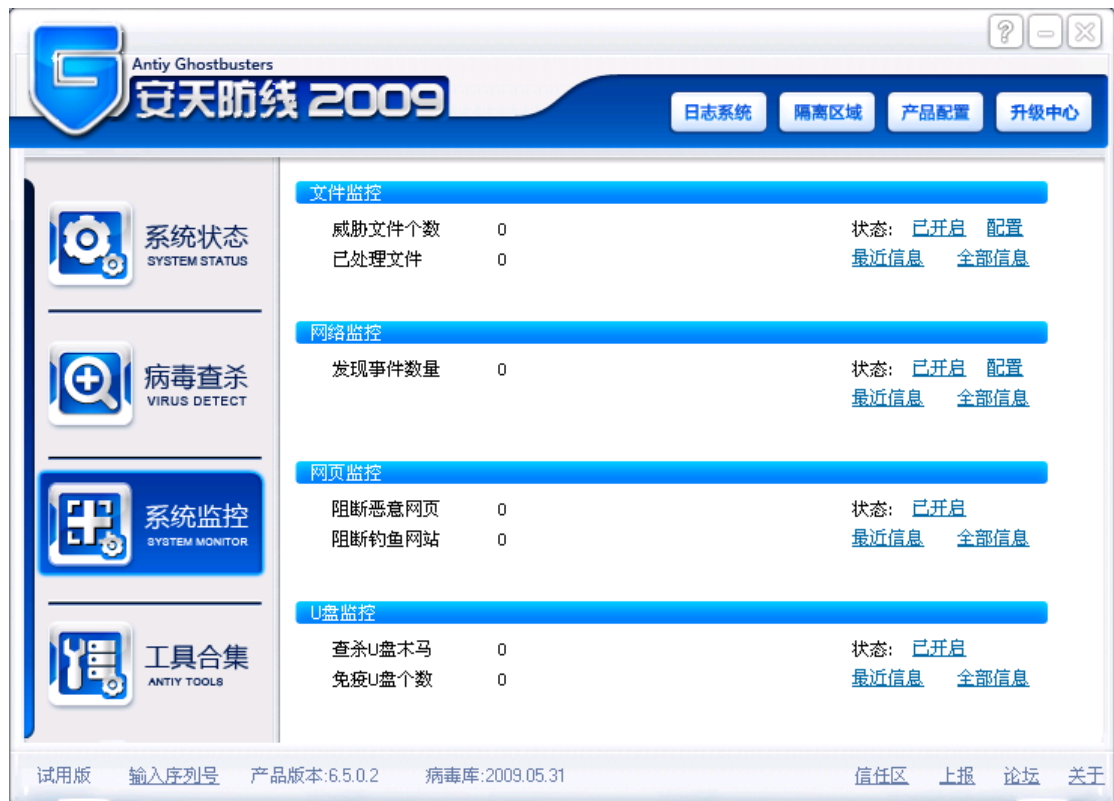 Antiy Ghostbusters
安天防线 2009
日志系统 隔离区域 产品配置 升级中心
系统状态
SYSTEM STATUS
病毒查杀
VIRUS DETECT
系统监控
SYSTEM MONITOR
工具合集
ANTIY TOOLS
文件监控
威胁文件个数 0 状态: 已开启 配置
已处理文件 0 最近信息 全部信息
网络监控
发现事件数量 0 状态: 已开启 配置
最近信息 全部信息
网页监控
阻断恶意网页 0 状态: 已开启
阻断钓鱼网站 0 最近信息 全部信息
U盘监控
查杀U盘木马 0 状态: 已开启
免疫U盘个数 0 最近信息 全部信息
试用版 输入序列号 产品版本:6.5.0.2 病毒库:2009.05.31 信任区 上报 论坛 关于